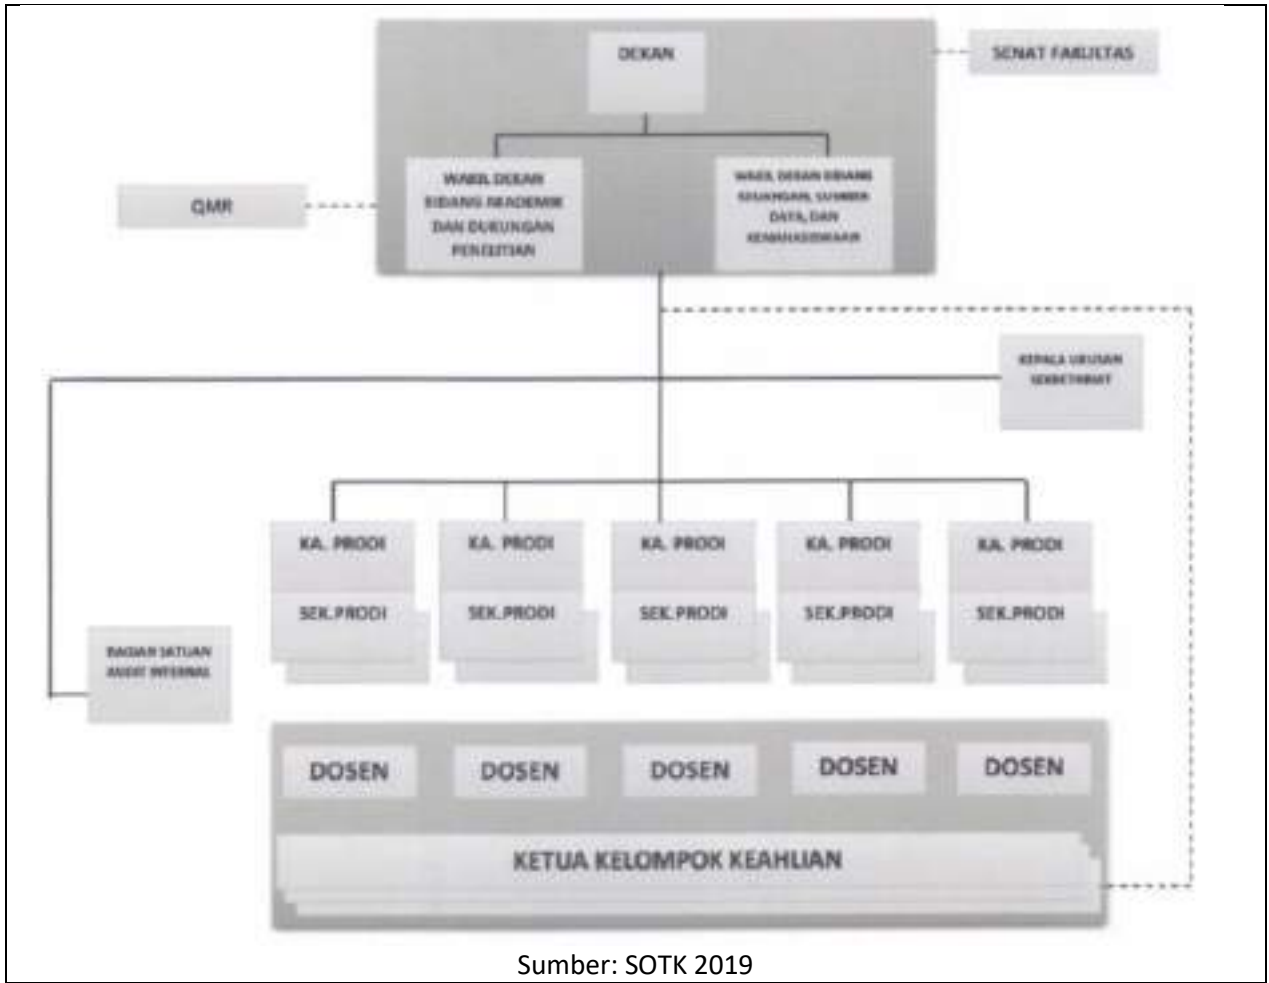 DEKAN
SENAT FAKULTAS
WAKIL DEKAN
BIDANG AKADEMIK
DAN DUKUNGAN
PENELITIAN
WAKIL DEKAN BIDANG
KEUANGAN, SUMBER
DAYA, DAN
KEMAHASISWAAN
QMR
KEPALA URUSAN
SEKRETARIAT
KA. PRODI
KA. PRODI
KA. PRODI
KA. PRODI
KA. PRODI
SEK.PRODI
SEK.PRODI
SEK.PRODI
SEK.PRODI
SEK.PRODI
BAGIAN SATUAN
AUDIT INTERNAL
DOSEN
DOSEN
DOSEN
DOSEN
DOSEN
KETUA KELOMPOK KEAHLIAN
Sumber: SOTK 2019